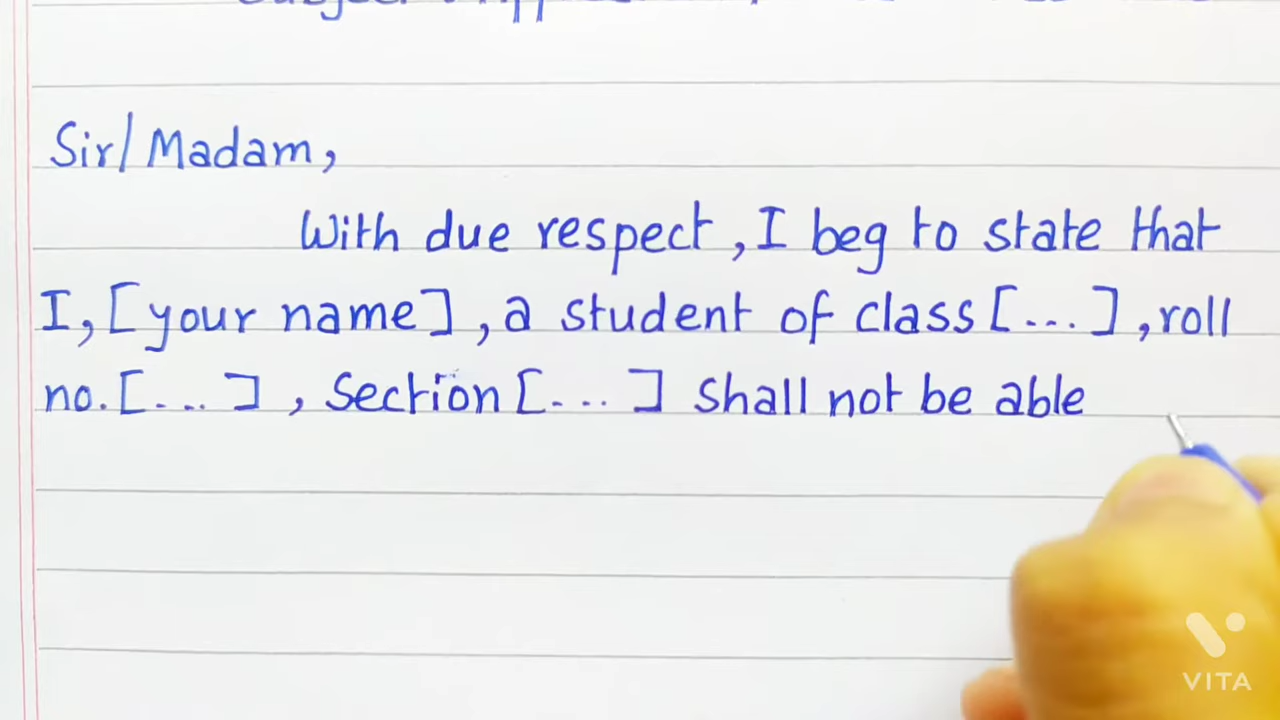 Sir/Madam,
With due respect, I beg to state that
I, [your name], a student of class [...], roll
no. [...], Section [...] shall not be able
VITA